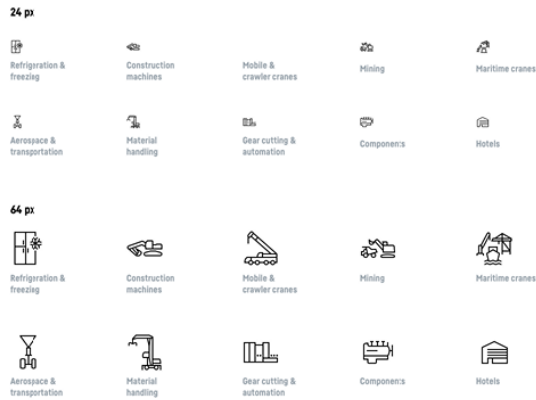 24 px
Refrigeration &
freezing
Construction
machines
Mobile &
crawler cranes
Mining
Maritime cranes
Aerospace &
transportation
Material
handling
Gear cutting &
automation
Components
Hotels
64 px
Refrigeration &
freezing
Construction
machines
Mobile &
crawler cranes
Mining
Maritime cranes
Aerospace &
transportation
Material
handling
Gear cutting &
automation
Components
Hotels